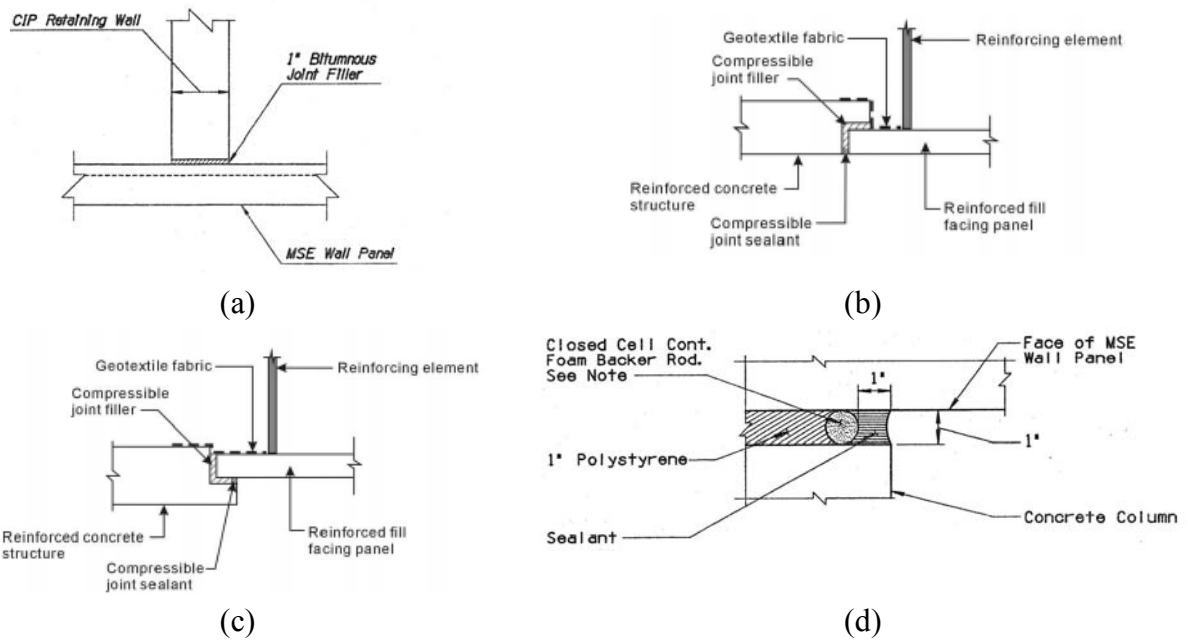 CIP Retaining Wall
1" Bitumnous
Joint Filler
MSE Wall Panel
(a)
Geotextile fabric
Compressible
joint filler
Reinforcing element
Reinforced concrete
structure
Compressible
joint sealant
Reinforced fill
facing panel
(b)
Geotextile fabric
Compressible
joint filler
Reinforcing element
Reinforced concrete
structure
Compressible
joint sealant
Reinforced fill
facing panel
(c)
Closed Cell Cont.
Foam Backer Rod.
See Note
1"
Face of MSE
Wall Panel
1"
1" Polystyrene
Sealant
Concrete Column
(d)